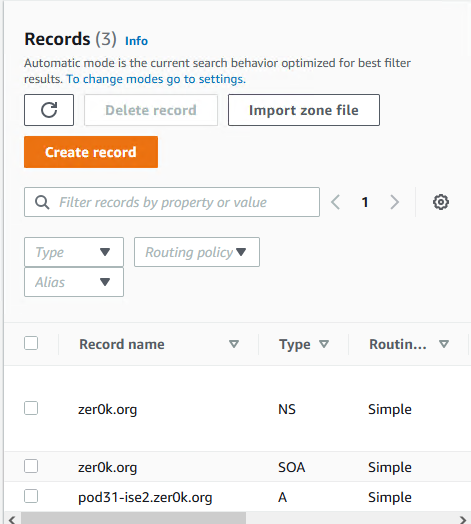 Records (3) Info
Automatic mode is the current search behavior optimized for best filter
results. To change modes go to settings.
Delete record Import zone file
Create record
Filter records by property or value 1
Type Routing policy
Alias
Record name Type Routin...
zer0k.org NS Simple
zer0k.org SOA Simple
pod31-ise2.zer0k.org A Simple